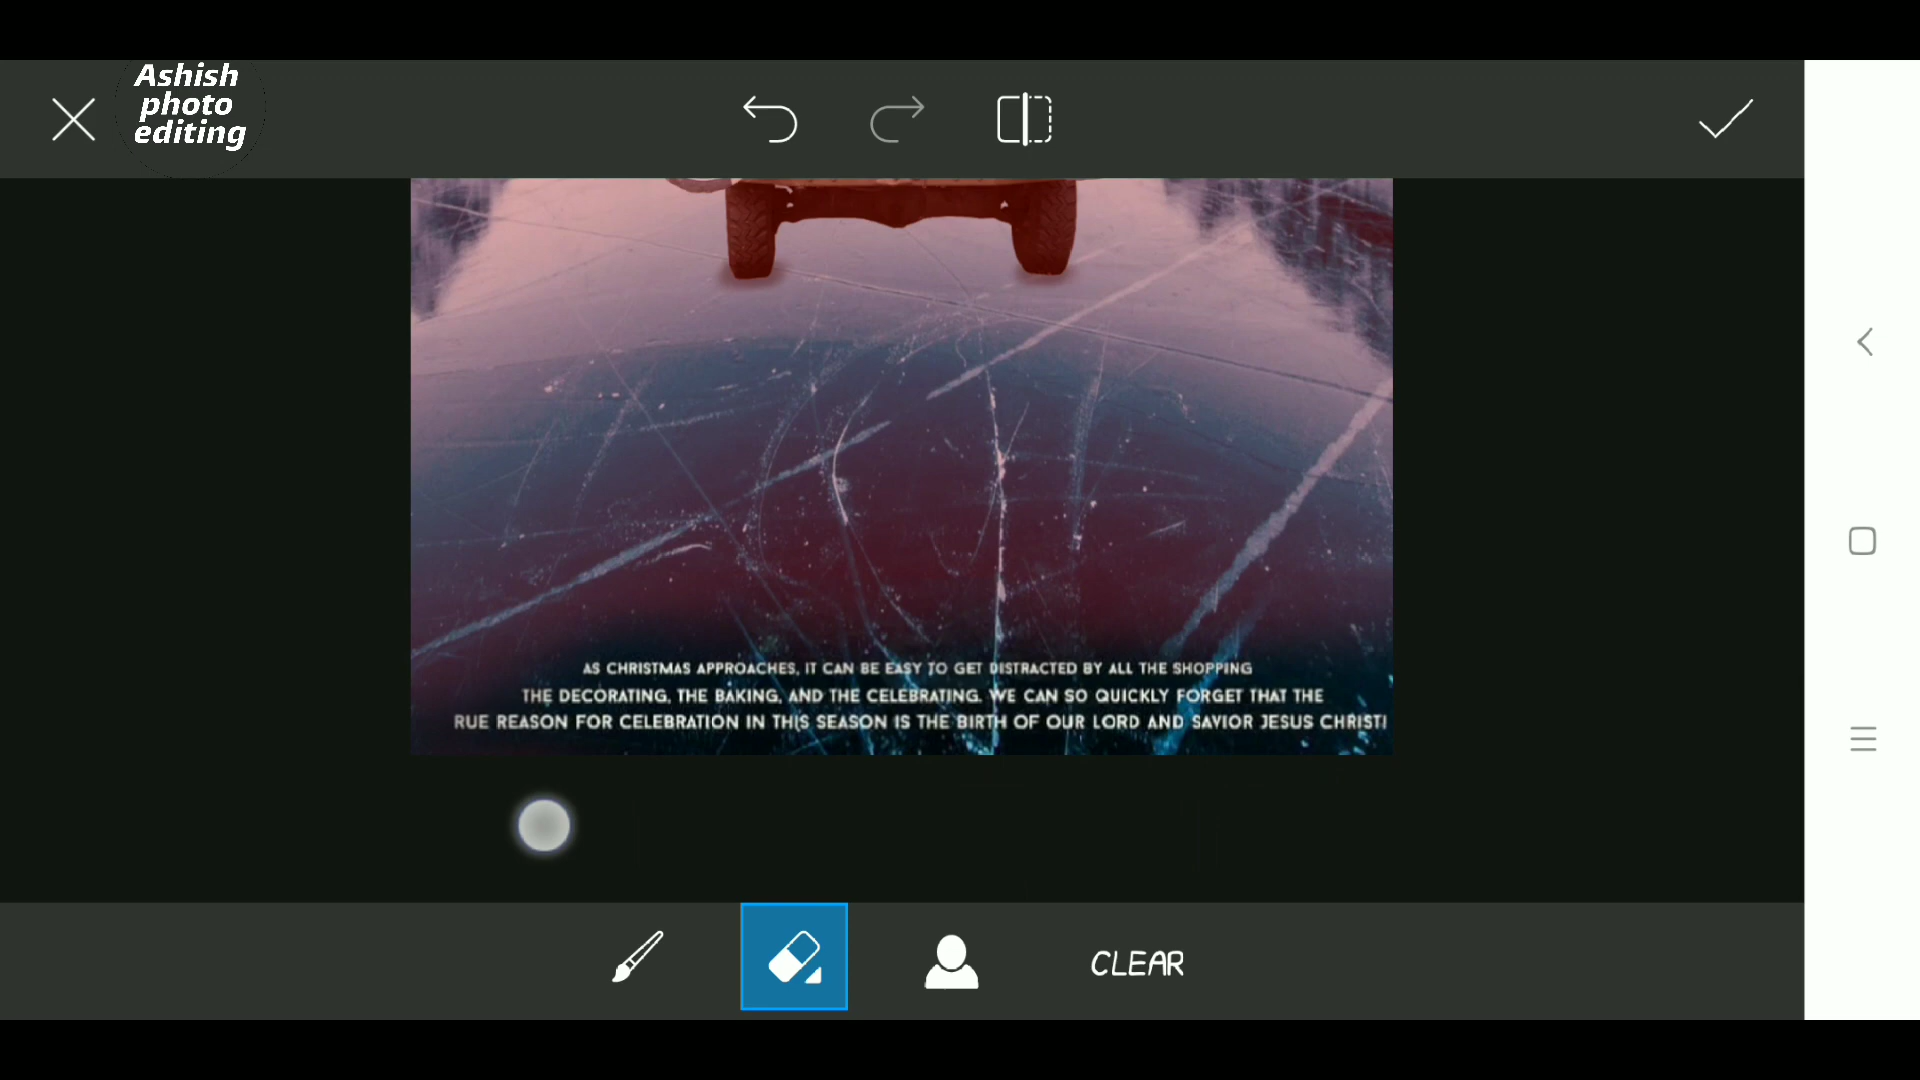 Ashish
photo
editing
AS CHRISTMAS APPROACHES, IT CAN BE EASY TO GET DISTRACTED BY ALL THE SHOPPING
THE DECORATING, THE BAKING, AND THE CELEBRATING. WE CAN SO QUICKLY FORGET THAT THE
RUE REASON FOR CELEBRATION IN THIS SEASON IS THE BIRTH OF OUR LORD AND SAVIOR JESUS CHRIST!
CLEAR